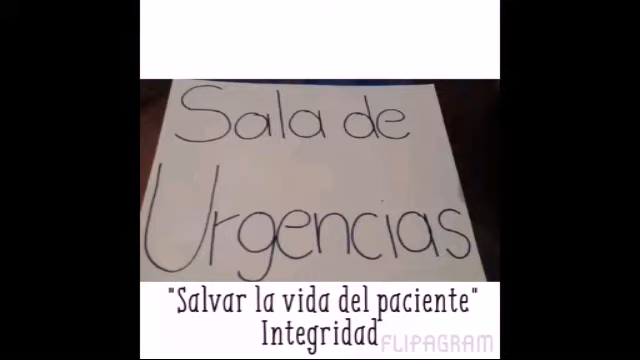 Sala de
Urgencias
"Salvar la vida del paciente"
Integridad
FLIPAGRAM